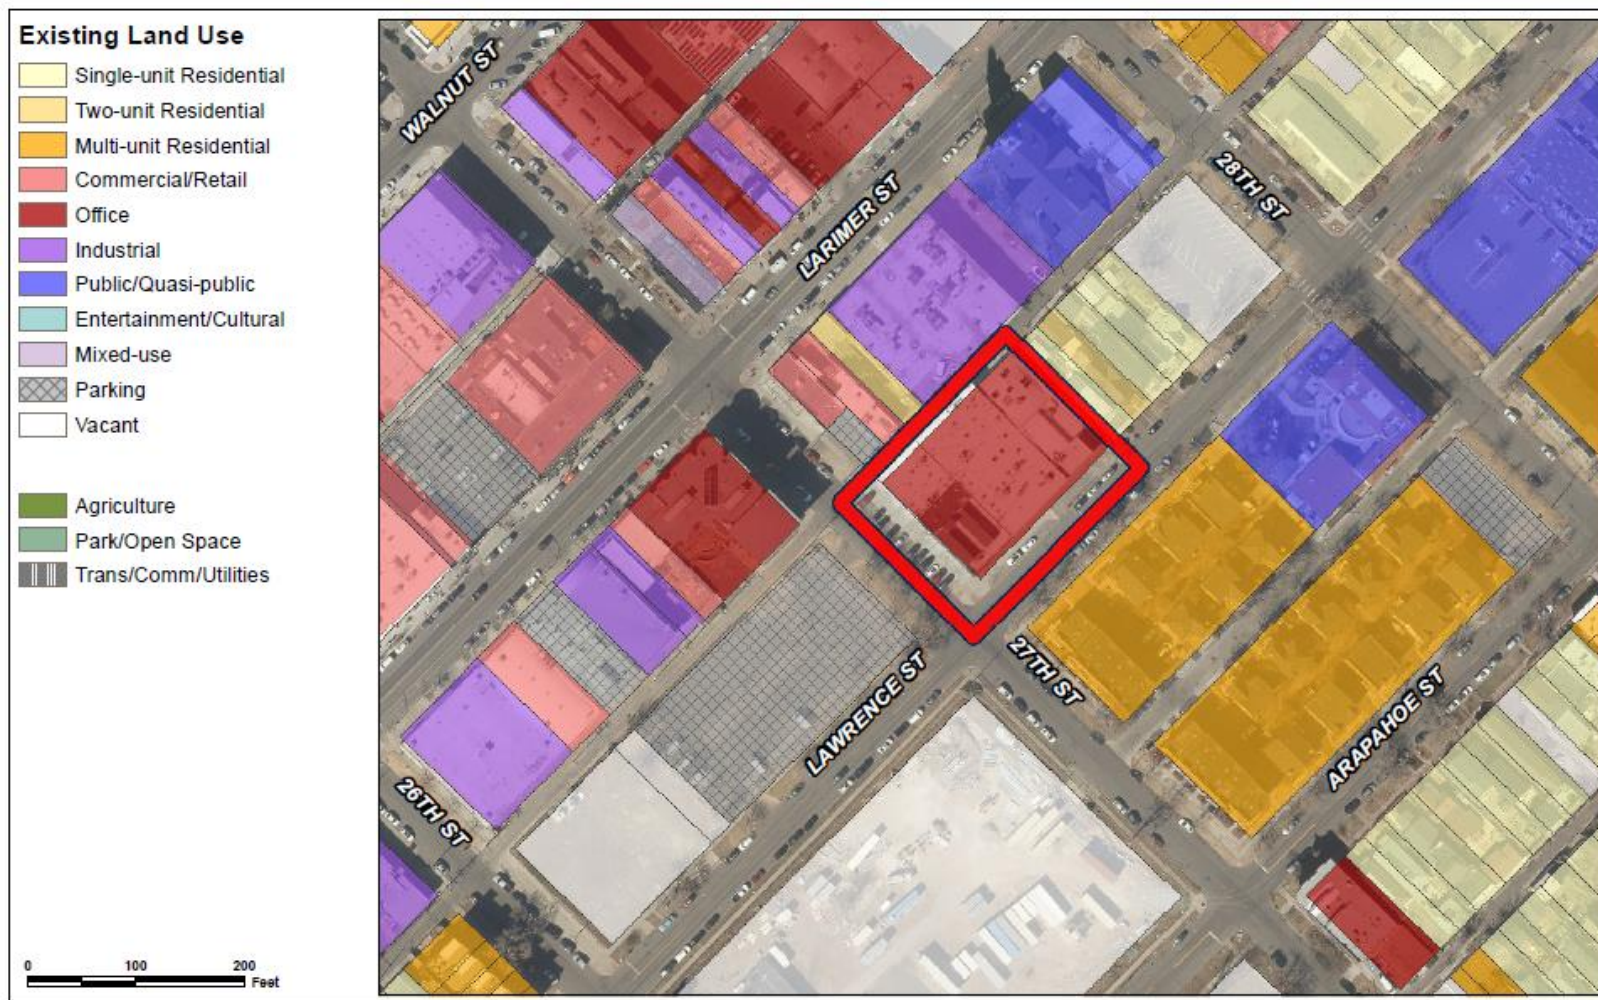 Existing Land Use
Single-unit Residential
Two-unit Residential
Multi-unit Residential
Commercial/Retail
Office
Industrial
Public/Quasi-public
Entertainment/Cultural
Mixed-use
Parking
Vacant
Agriculture
Park/Open Space
Trans/Comm/Utilities
0 100 200
Feet
WALNUT ST
LARIMER ST
28TH ST
LAWRENCE ST
27TH ST
ARAPAHOE ST
26TH ST